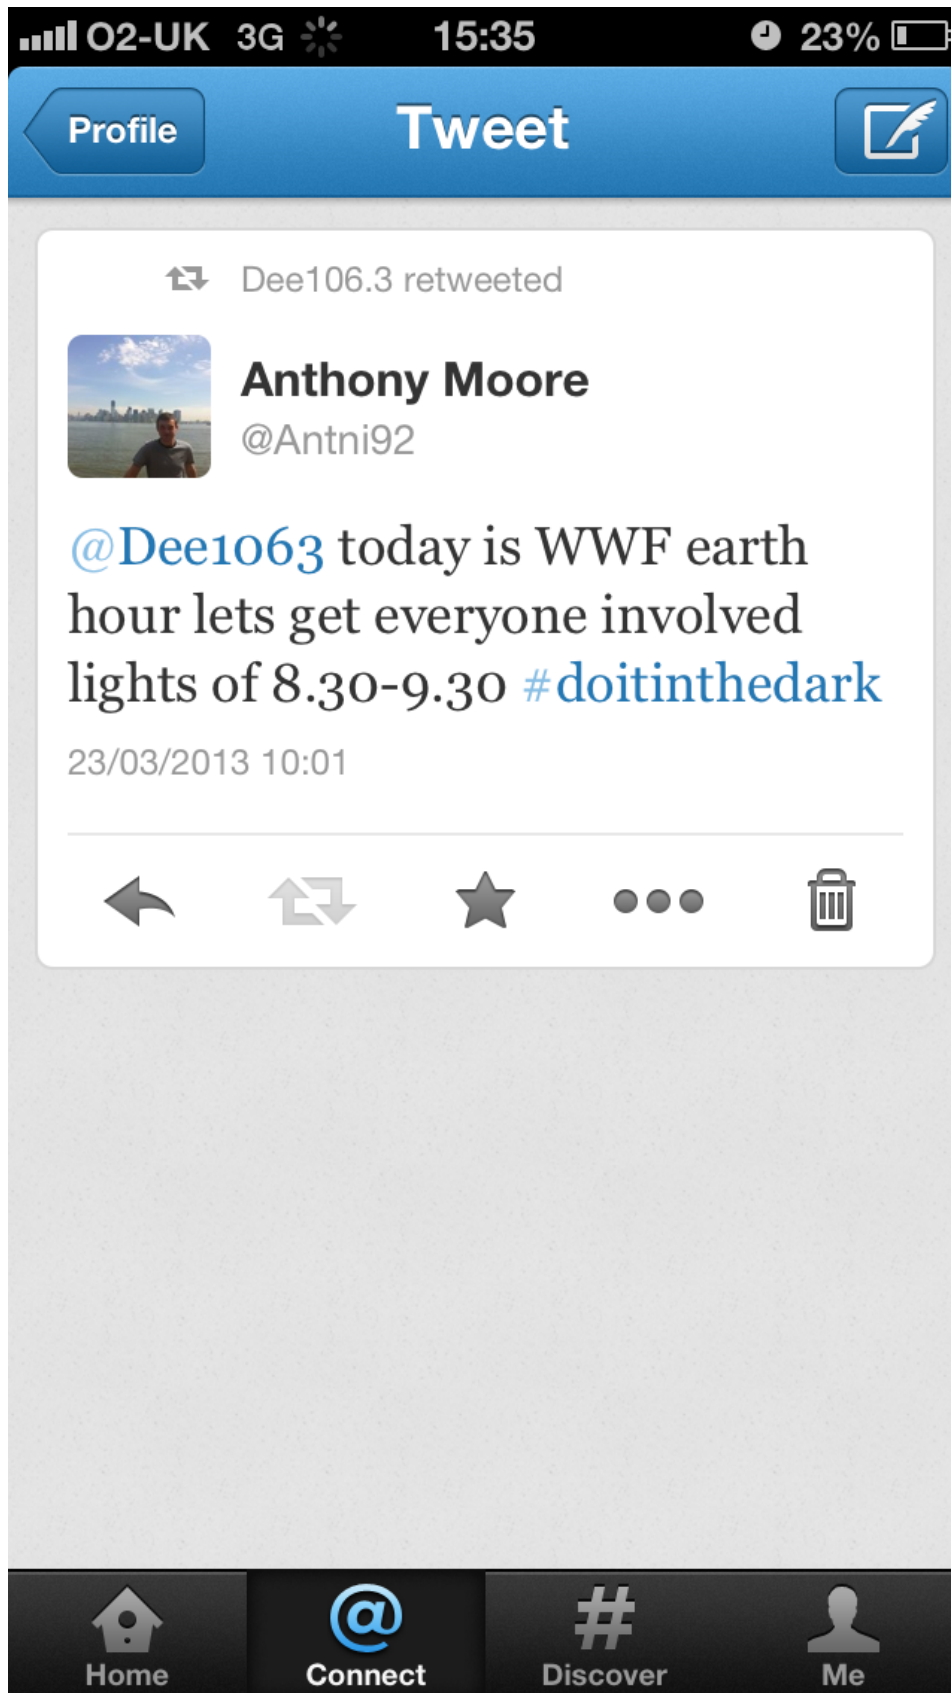 O2-UK 3G 15:35 23%
Profile Tweet
Dee106.3 retweeted
Anthony Moore
@Antni92
@Dee1063 today is WWF earth
hour lets get everyone involved
lights of 8.30-9.30 #doitinthedark
23/03/2013 10:01
Home Connect Discover Me